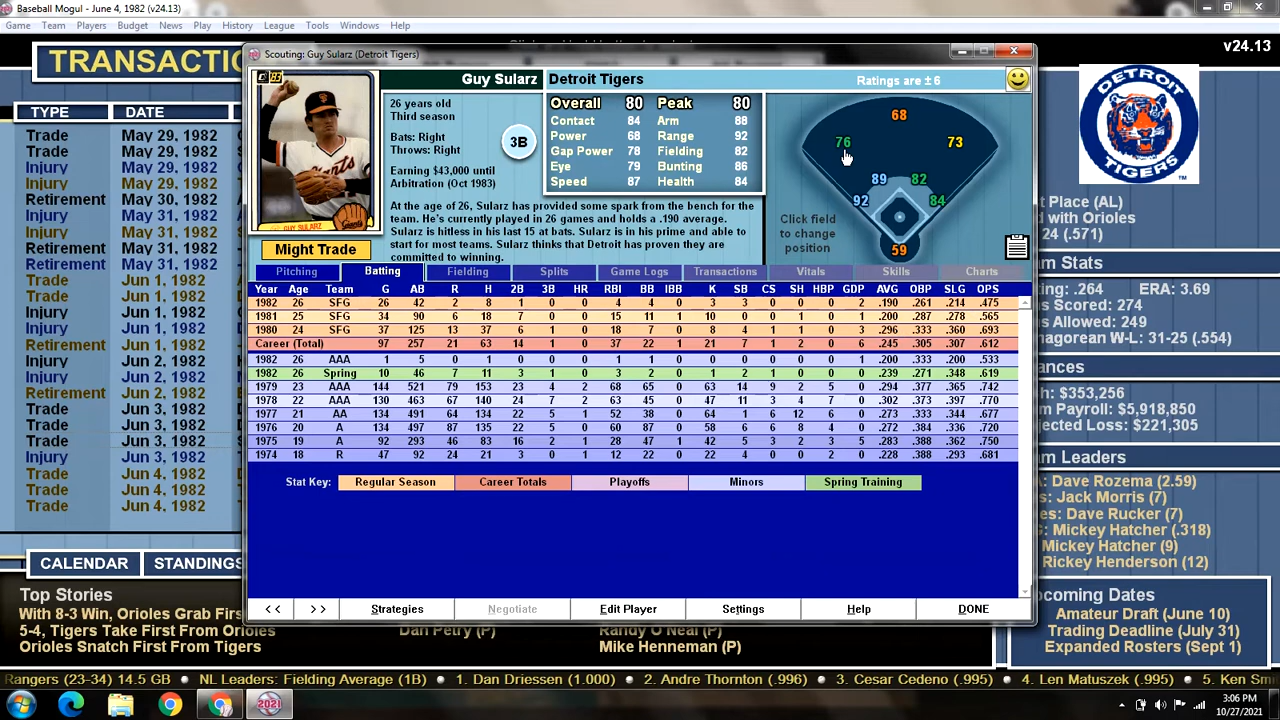 Baseball Mogul - June 4, 1982 (v24.13)
Game Team Players Budget News Play History League Tools Windows Help
v24.13
TRANSACTIO
TYPE DATE
Trade May 29, 1982
Trade May 29, 1982
Injury May 29, 1982
Injury May 29, 1982
Retirement May 30, 1982
Injury May 31, 1982
Injury May 31, 1982
Retirement May 31, 1982
Retirement May 31, 1982
Trade Jun 1, 1982
Trade Jun 1, 1982
Injury Jun 1, 1982
Injury Jun 1, 1982
Retirement Jun 1, 1982
Injury Jun 2, 1982
Injury Jun 2, 1982
Retirement Jun 2, 1982
Trade Jun 3, 1982
Trade Jun 3, 1982
Trade Jun 3, 1982
Injury Jun 3, 1982
Trade Jun 4, 1982
Trade Jun 4, 1982
Trade Jun 4, 1982
Scouting: Guy Sularz (Detroit Tigers)
Guy Sularz Detroit Tigers Ratings are ± 6
GUY SULARZ
Might Trade
26 years old
Third season
Bats: Right
Throws: Right
Earning $43,000 until
Arbitration (Oct 1983)
3B
Overall 80 Peak 80
Contact 84 Arm 88
Power 68 Range 92
Gap Power 78 Fielding 82
Eye 79 Bunting 86
Speed 87 Health 84
At the age of 26, Sularz has provided some spark from the bench for the
team. He's currently played in 26 games and holds a .190 average.
Sularz is hitless in his last 15 at bats. Sularz is in his prime and able to
start for most teams. Sularz thinks that Detroit has proven they are
committed to winning.
68
76 73
89 82
92 84
59
Click field
to change
position
Pitching Batting Fielding Splits Game Logs Transactions Vitals Skills Charts
Year Age Team G AB R H 2B 3B HR RBI BB IBB K SB CS SH HBP GDP AVG OBP SLG OPS
1982 26 SFG 26 42 2 8 1 0 0 4 4 0 3 3 0 0 0 2 .190 .261 .214 .475
1981 25 SFG 34 90 6 18 7 0 0 15 11 1 10 0 0 1 0 1 .200 .287 .278 .565
1980 24 SFG 37 125 13 37 6 1 0 18 7 0 8 4 1 1 0 3 .296 .333 .360 .693
Career (Total) 97 257 21 63 14 1 0 37 22 1 21 7 1 2 0 6 .245 .305 .307 .612
1982 26 AAA 1 5 0 1 0 0 0 1 1 0 0 0 0 0 0 1 .200 .333 .200 .533
1982 26 Spring 10 46 7 11 3 1 0 3 2 0 1 2 1 0 0 0 .239 .271 .348 .619
1979 23 AAA 144 521 79 153 23 4 2 68 65 0 63 14 9 2 5 0 .294 .377 .365 .742
1978 22 AAA 130 463 67 140 24 7 2 63 45 0 47 11 3 4 7 0 .302 .373 .397 .770
1977 21 AA 134 491 64 134 22 5 1 52 38 0 64 1 6 12 6 0 .273 .333 .344 .677
1976 20 A 134 497 87 135 22 5 0 60 87 0 58 6 6 8 4 0 .272 .384 .336 .720
1975 19 A 92 293 46 83 16 2 1 28 47 1 42 5 3 2 3 5 .283 .388 .362 .750
1974 18 R 47 92 24 21 3 0 1 12 22 0 22 4 0 0 2 0 .228 .388 .293 .681
Stat Key: Regular Season Career Totals Playoffs Minors Spring Training
<< >> Strategies Negotiate Edit Player Settings Help DONE
DETROIT
TIGERS
t Place (AL)
d with Orioles
24 (.571)
am Stats
ting: .264 ERA: 3.69
ns Scored: 274
ns Allowed: 249
hagorean W-L: 31-25 (.554)
ances
h: $353,256
m Payroll: $5,918,850
jected Loss: $221,305
am Leaders
A: Dave Rozema (2.59)
s: Jack Morris (7)
es: Dave Rucker (7)
G: Mickey Hatcher (.318)
Mickey Hatcher (9)
Rickey Henderson (12)
coming Dates
Amateur Draft (June 10)
Trading Deadline (July 31)
Expanded Rosters (Sept 1)
CALENDAR STANDINGS
Top Stories
With 8-3 Win, Orioles Grab Firs
5-4, Tigers Take First From Orioles
Orioles Snatch First From Tigers
Dan Petry (P)
Randy O'Neal (P)
Mike Henneman (P)
Rangers (23-34) 14.5 GB NL Leaders: Fielding Average (1B) 1. Dan Driessen (1.000) 2. Andre Thornton (.996) 3. Cesar Cedeno (.995) 4. Len Matuszek (.995) 5. Ken Sm
2021
3:06 PM
10/27/2021